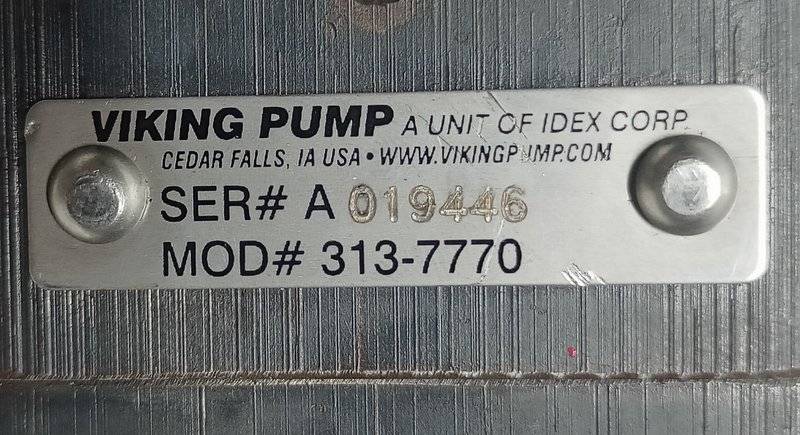 VIKING PUMP A UNIT OF IDEX CORP.
CEDAR FALLS, IA USA • WWW.VIKINGPUMP.COM
SER# A 019446
MOD# 313-7770